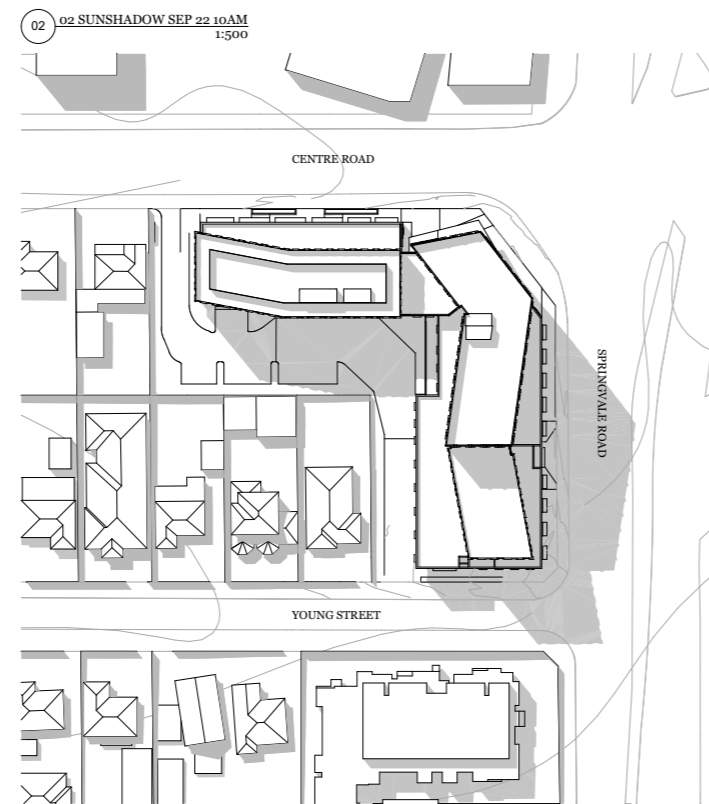 02
02 SUNSHADOW SEP 22 10AM
1:500
CENTRE ROAD
SPRINGVALE ROAD
YOUNG STREET